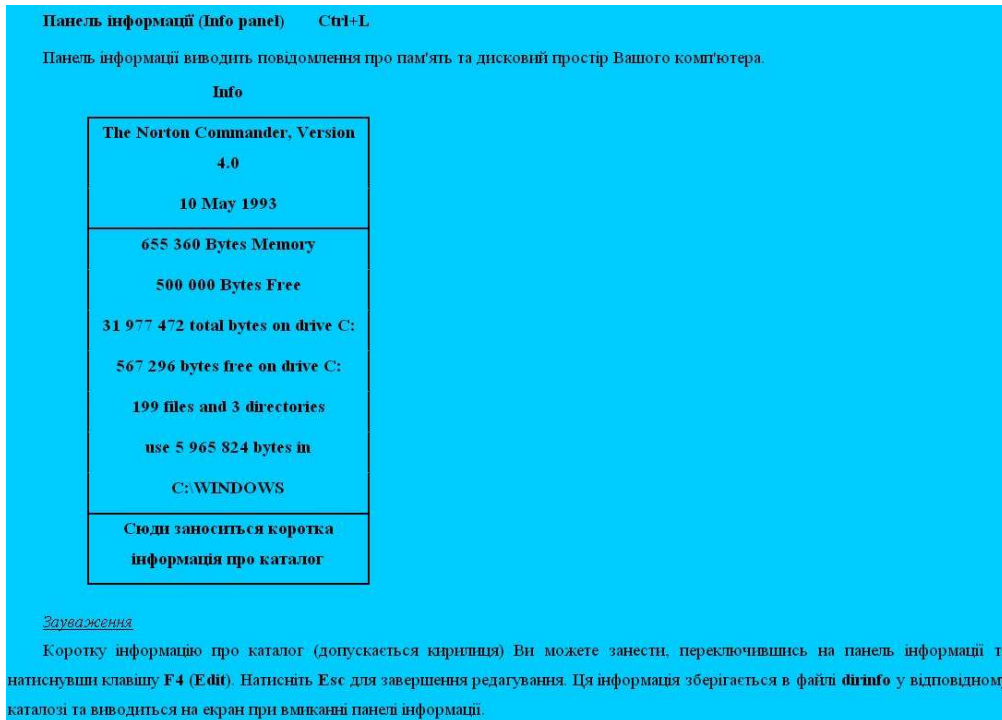 Панель інформації (Info panel) Ctrl+L
Панель інформації виводить повідомлення про пам'ять та дисковий простір Вашого комп'ютера.
Info
The Norton Commander, Version
4.0
10 May 1993
655 360 Bytes Memory
500 000 Bytes Free
31 977 472 total bytes on drive C:
567 296 bytes free on drive C:
199 files and 3 directories
use 5 965 824 bytes in
C:\WINDOWS
Сюди заноситься коротка
інформація про каталог
Зауваження
Коротку інформацію про каталог (допускається кирилиця) Ви можете занести, переключившись на панель інформації т
натиснувши клавішу F4 (Edit). Натисніть Esc для завершення редагування. Ця інформація зберігається в файлі dirinfo у відповідном
каталозі та виводиться на екран при вмиканні панелі інформації.